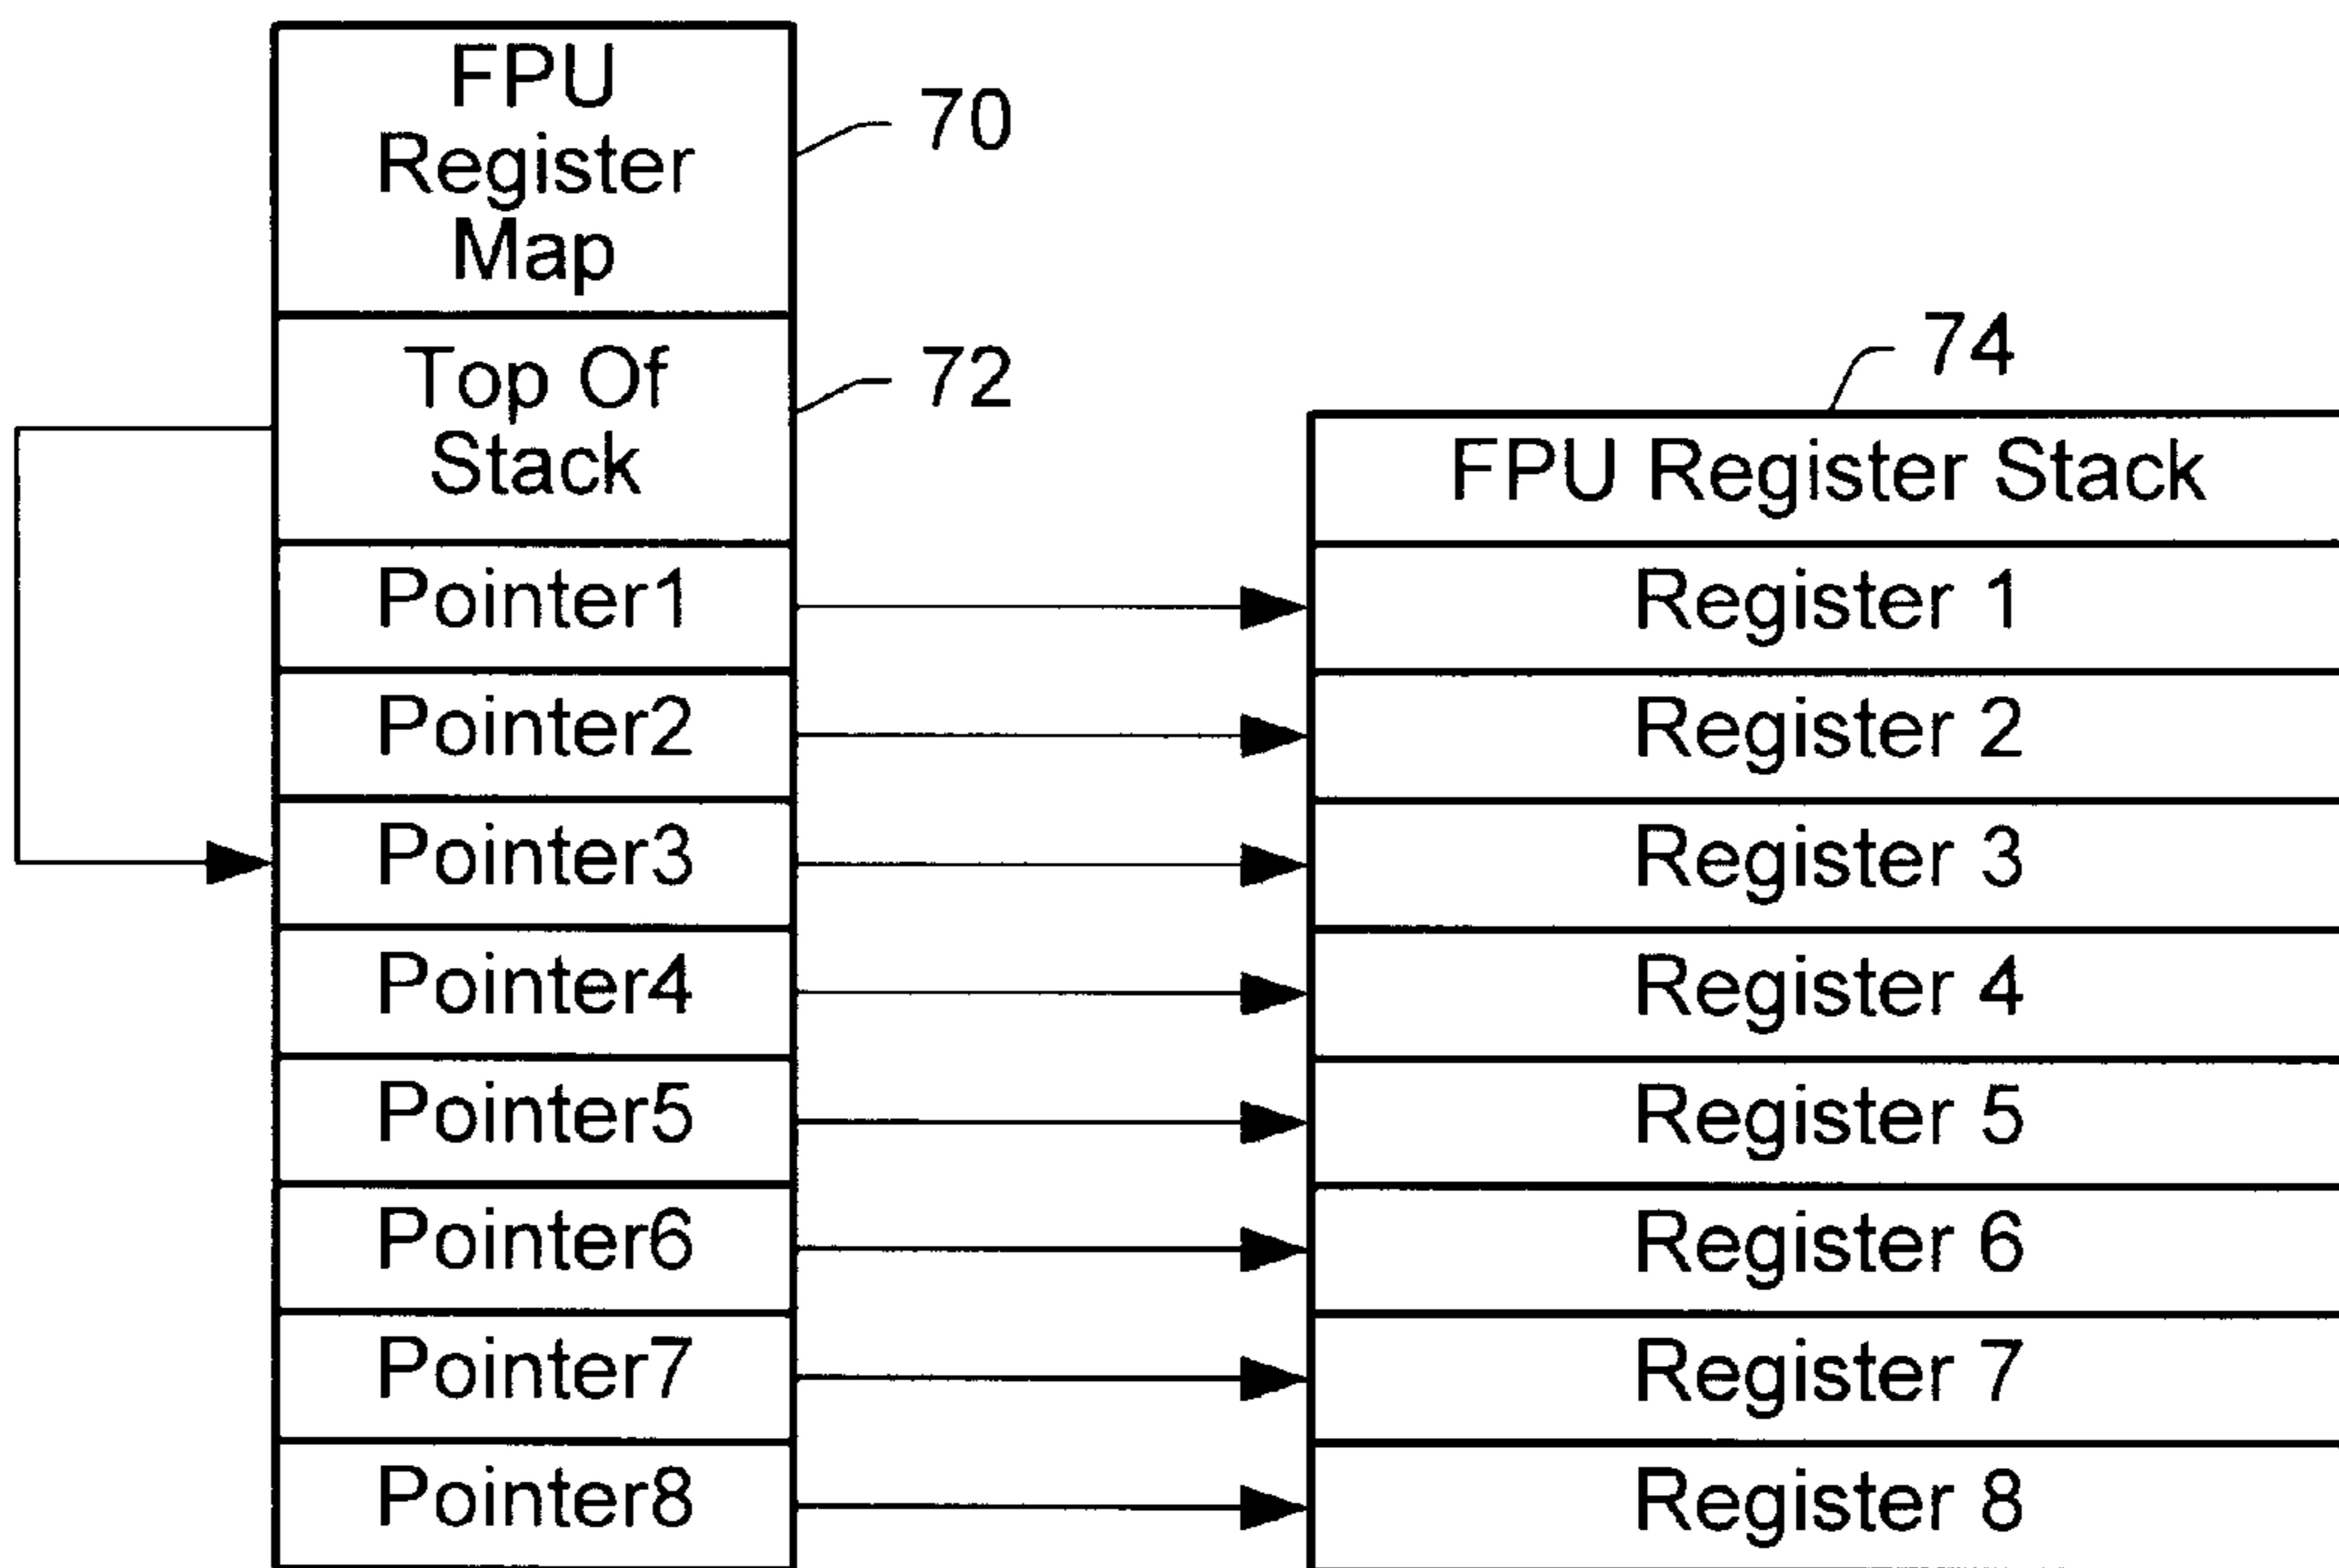 FPU
Register
Map
70
Top Of
Stack
72
Pointer1
Pointer2
Pointer3
Pointer4
Pointer5
Pointer6
Pointer7
Pointer8
74
FPU Register Stack
Register 1
Register 2
Register 3
Register 4
Register 5
Register 6
Register 7
Register 8